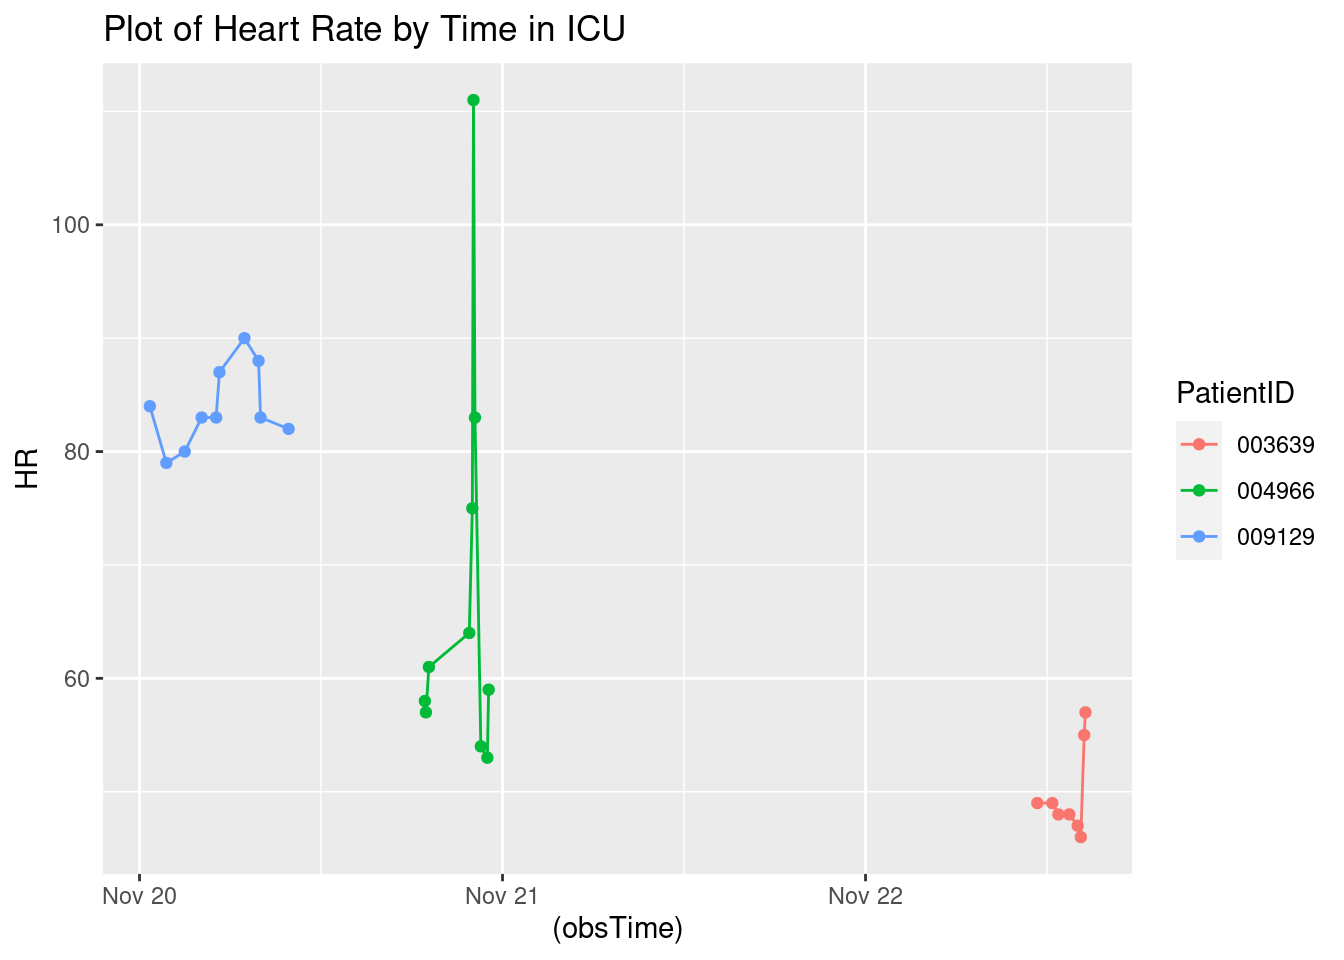 Plot of Heart Rate by Time in ICU
HR
100
80
60
Nov 20
Nov 21
Nov 22
(obsTime)
PatientID
003639
004966
009129